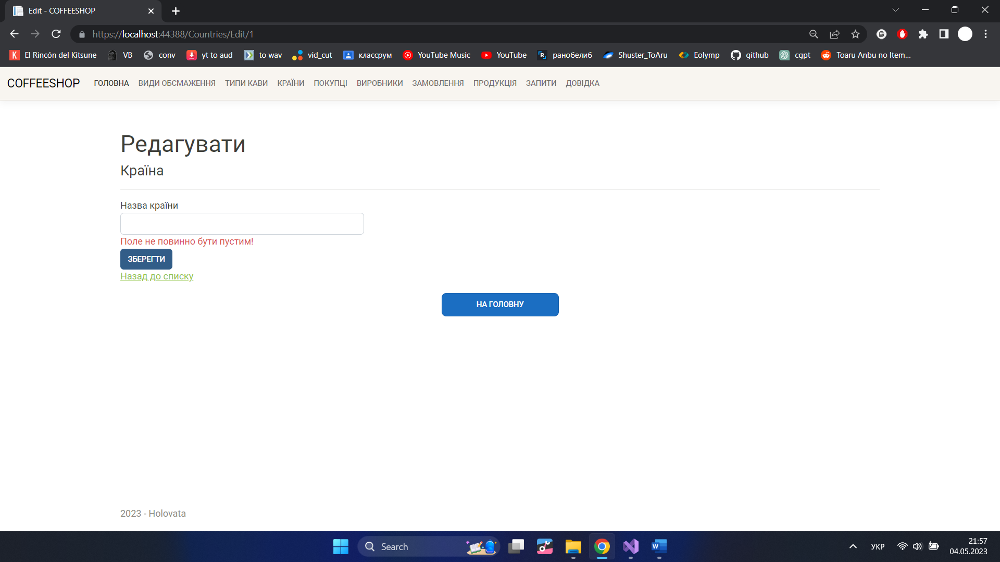 Edit - COFFEESHOP
https://localhost:44388/Countries/Edit/1
El Rincón del Kitsune VB conv yt to aud to wav vid_cut классрум YouTube Music YouTube ранобелиб Shuster_ToAru Eolymp github cgpt Toaru Anbu no Item...
COFFEESHOP ГОЛОВНА ВИДИ ОБСМАЖЕННЯ ТИПИ КАВИ КРАЇНИ ПОКУПЦІ ВИРОБНИКИ ЗАМОВЛЕННЯ ПРОДУКЦІЯ ЗАПИТИ ДОВІДКА
Редагувати
Країна
Назва країни
Поле не повинно бути пустим!
ЗБЕРЕГТИ
Назад до списку
НА ГОЛОВНУ
2023 - Holovata
Search
УКР
21:57
04.05.2023